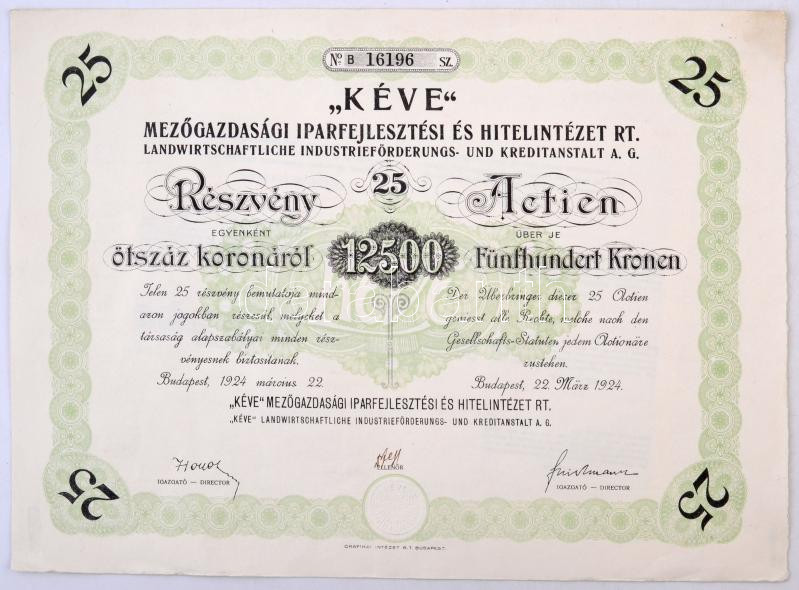 25
25
No. B 16196 SZ.
„KÉVE“
MEZŐGAZDASÁGI IPARFEJLESZTÉSI ÉS HITELINTÉZET RT.
LANDWIRTSCHAFTLICHE INDUSTRIEFÖRDERUNGS- UND KREDITANSTALT A. G.
Részvény 25 Actien
EGYENKÉNT
ÜBER JE
ötszáz koronáról 12500 Fünfhundert Kronen
Jelen 25 részvény bemutatója mind-
azon jogokban részesül, melyeket a
társaság alapszabályai minden rész-
vényesnek biztosítanak.
Budapest, 1924 március 22.
Der Überbringer dieser 25 Actien
geniesst alle Rechte, welche nach den
Gesellschafts-Statuten jedem Actionäre
zustehen.
Budapest, 22. März 1924.
„KÉVE“ MEZŐGAZDASÁGI IPARFEJLESZTÉSI ÉS HITELINTÉZET RT.
„KÉVE“ LANDWIRTSCHAFTLICHE INDUSTRIEFÖRDERUNGS- UND KREDITANSTALT A. G.
IGAZGATÓ — DIRECTOR
ELLENŐR
IGAZGATÓ — DIRECTOR
25
25
GRAFIKAI INTÉZET R.T. BUDAPEST.